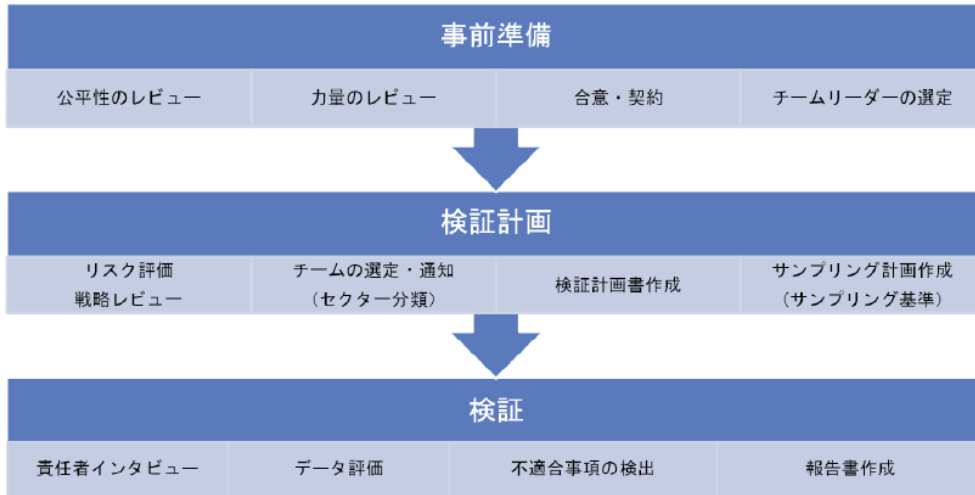 事前準備
公平性のレビュー
力量のレビュー
合意・契約
チームリーダーの選定
検証計画
リスク評価
戦略レビュー
チームの選定・通知
（セクター分類）
検証計画書作成
サンプリング計画作成
（サンプリング基準）
検証
責任者インタビュー
データ評価
不適合事項の検出
報告書作成